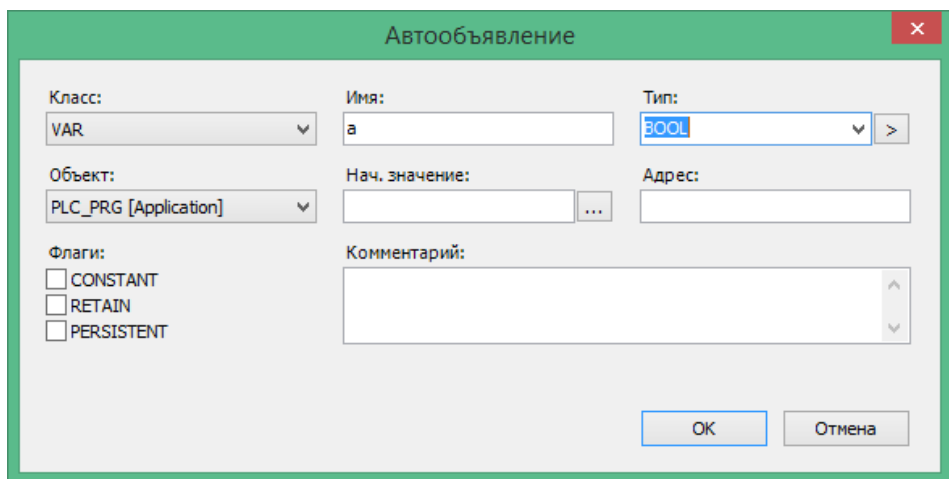 Автообъявление
Класс: Имя: Тип:
VAR a BOOL >
Объект: Нач. значение: Адрес:
PLC_PRG [Application] ...
Флаги: Комментарий:
CONSTANT
RETAIN
PERSISTENT
OK Отмена